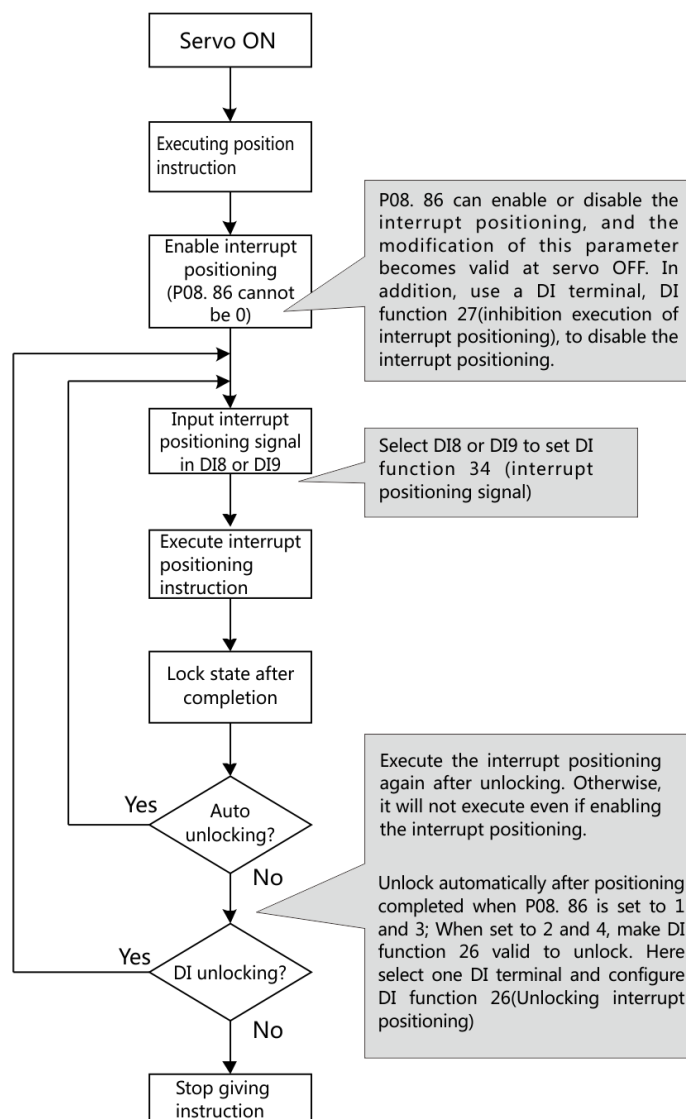 Servo ON
Executing position
instruction
Enable interrupt
positioning
(P08. 86 cannot
be 0)
P08. 86 can enable or disable the
interrupt positioning, and the
modification of this parameter
becomes valid at servo OFF. In
addition, use a DI terminal, DI
function 27(inhibition execution of
interrupt positioning), to disable the
interrupt positioning.
Input interrupt
positioning signal
in DI8 or DI9
Select DI8 or DI9 to set DI
function 34 (interrupt
positioning signal)
Execute interrupt
positioning
instruction
Lock state after
completion
Yes
Auto
unlocking?
No
Execute the interrupt positioning
again after unlocking. Otherwise,
it will not execute even if enabling
the interrupt positioning.
Unlock automatically after positioning
completed when P08. 86 is set to 1
and 3; When set to 2 and 4, make DI
function 26 valid to unlock. Here
select one DI terminal and configure
DI function 26(Unlocking interrupt
positioning)
Yes
DI unlocking?
No
Stop giving
instruction